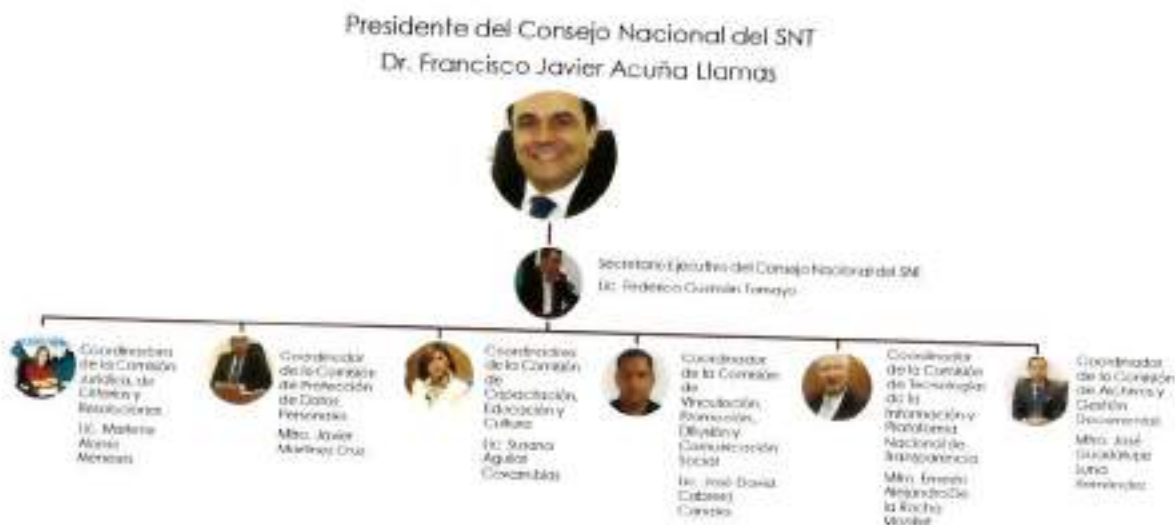 Presidente del Consejo Nacional del SNT
Dr. Francisco Javier Acuña Llamas
Secretario Ejecutivo del Consejo Nacional del SNT
Lic. Federico Guzmán Tamayo
Coordinadora
de la Comisión
Jurídica, de
Criterios y
Resoluciones
Lic. Marlene
Alonso
Meneses
Coordinador
de la Comisión
de Protección
de Datos
Personales
Mtro. Javier
Martínez Cruz
Coordinadora
de la Comisión
de
Capacitación,
Educación y
Cultura
Lic. Susana
Aguilar
Covarrubias
Coordinador
de la Comisión
de
Vinculación,
Promoción,
Difusión y
Comunicación
Social
Lic. José David
Cabrera
Canales
Coordinador
de la Comisión
de Tecnologías
de la
Información y
Plataforma
Nacional de
Transparencia
Mtro. Ernesto
Alejandro De
la Rocha
Montiel
Coordinador
de la Comisión
de Archivos y
Gestión
Documental
Mtro. José
Guadalupe
Luna
Hernández